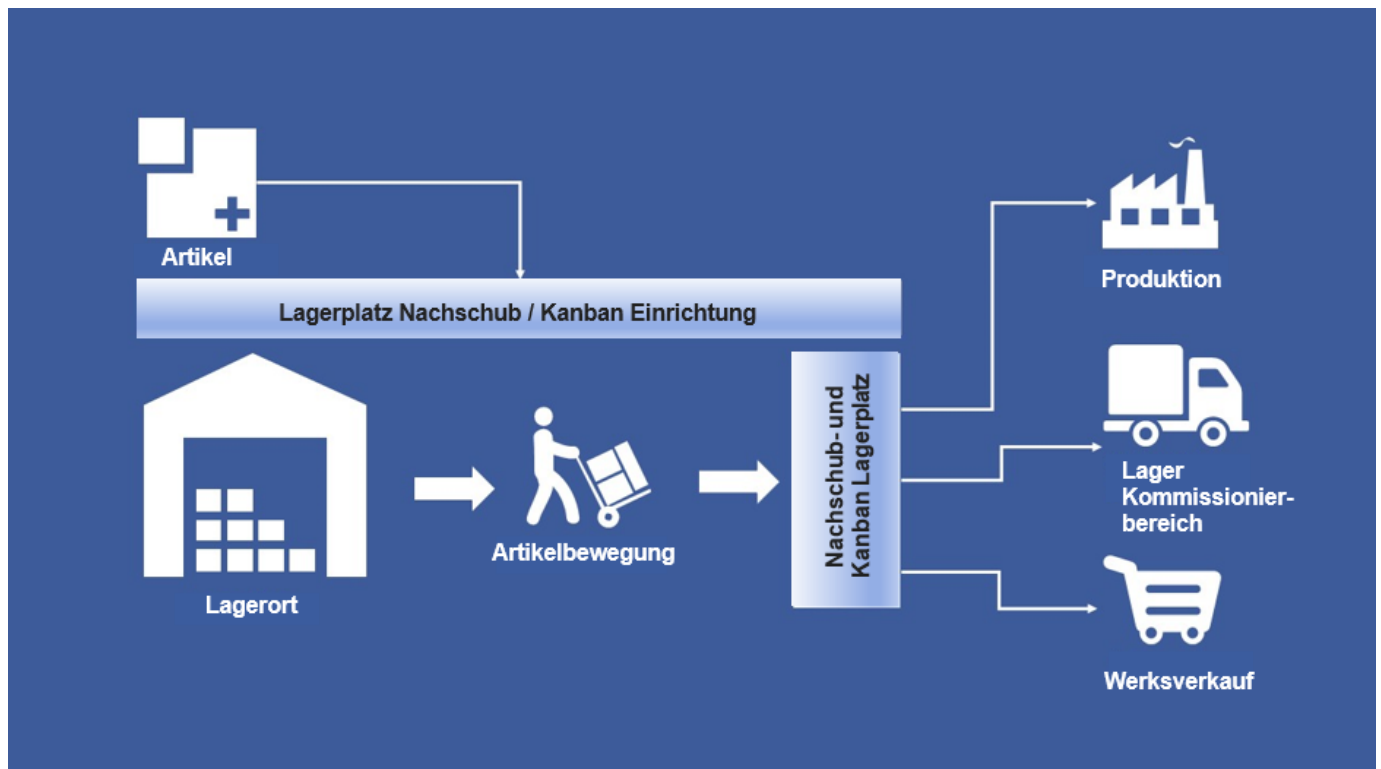 Artikel
Lagerplatz Nachschub / Kanban Einrichtung
Lagerort
Artikelbewegung
Nachschub- und
Kanban Lagerplatz
Produktion
Lager
Kommissionier-
bereich
Werksverkauf